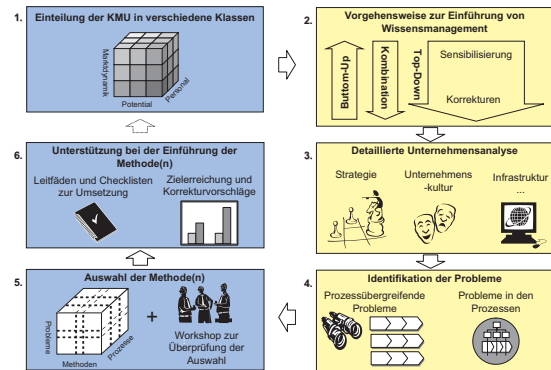 1. Einteilung der KMU in verschiedene Klassen
Marktdynamik
Potential
Personal
2. Vorgehensweise zur Einführung von
Wissensmanagement
Buttom-Up
Kombination
Top-Down
Sensibilisierung
Korrekturen
3. Detaillierte Unternehmensanalyse
Strategie
Unternehmens
-kultur
Infrastruktur
...
4. Identifikation der Probleme
Prozessübergreifende
Probleme
Probleme in den
Prozessen
5. Auswahl der Methode(n)
Probleme
Methoden
Prozesse
+
Workshop zur
Überprüfung der
Auswahl
6. Unterstützung bei der Einführung der
Methode(n)
Leitfäden und Checklisten
zur Umsetzung
Zielerreichung und
Korrekturvorschläge